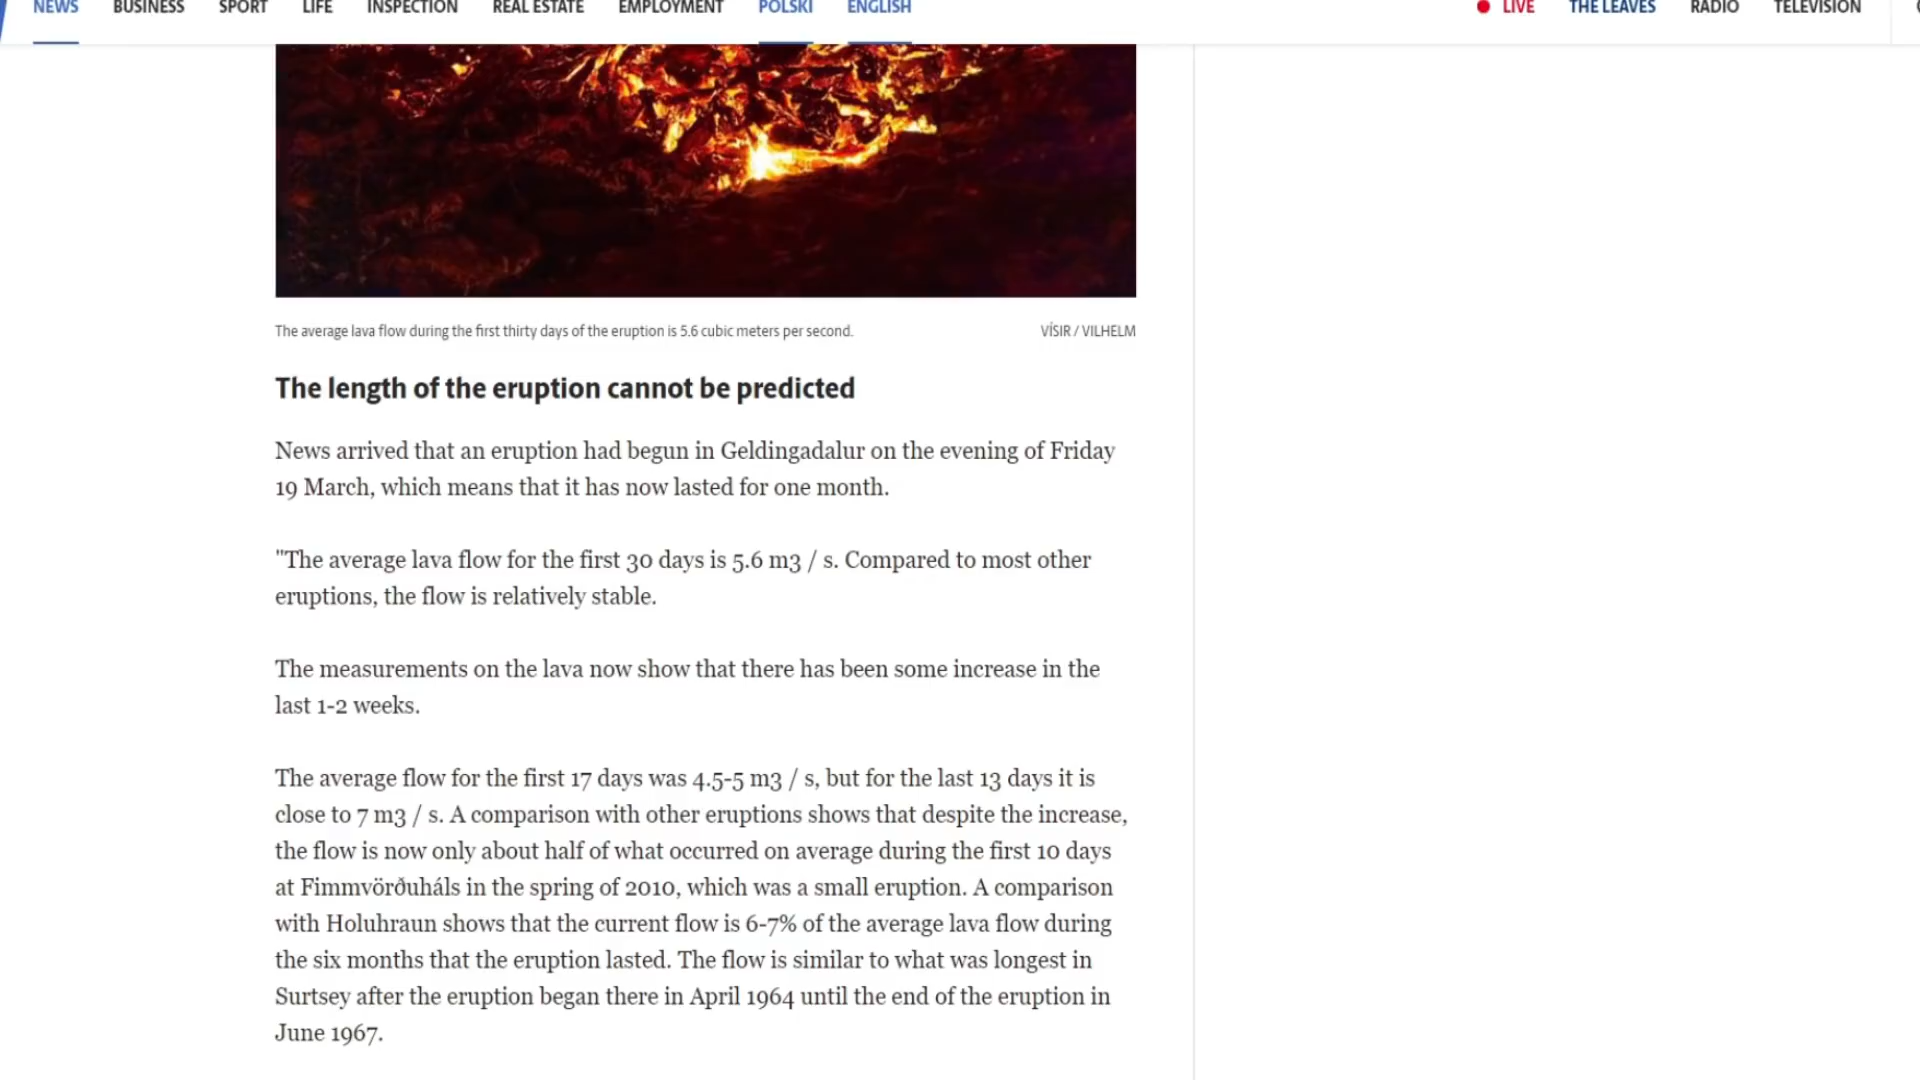 NEWS BUSINESS SPORT LIFE INSPECTION REAL ESTATE EMPLOYMENT POLSKI ENGLISH LIVE THE LEAVES RADIO TELEVISION
The average lava flow during the first thirty days of the eruption is 5.6 cubic meters per second. VÍSIR / VILHELM
The length of the eruption cannot be predicted
News arrived that an eruption had begun in Geldingadalur on the evening of Friday
19 March, which means that it has now lasted for one month.
"The average lava flow for the first 30 days is 5.6 m3 / s. Compared to most other
eruptions, the flow is relatively stable.
The measurements on the lava now show that there has been some increase in the
last 1-2 weeks.
The average flow for the first 17 days was 4.5-5 m3 / s, but for the last 13 days it is
close to 7 m3 / s. A comparison with other eruptions shows that despite the increase,
the flow is now only about half of what occurred on average during the first 10 days
at Fimmvörðuháls in the spring of 2010, which was a small eruption. A comparison
with Holuhraun shows that the current flow is 6-7% of the average lava flow during
the six months that the eruption lasted. The flow is similar to what was longest in
Surtsey after the eruption began there in April 1964 until the end of the eruption in
June 1967.